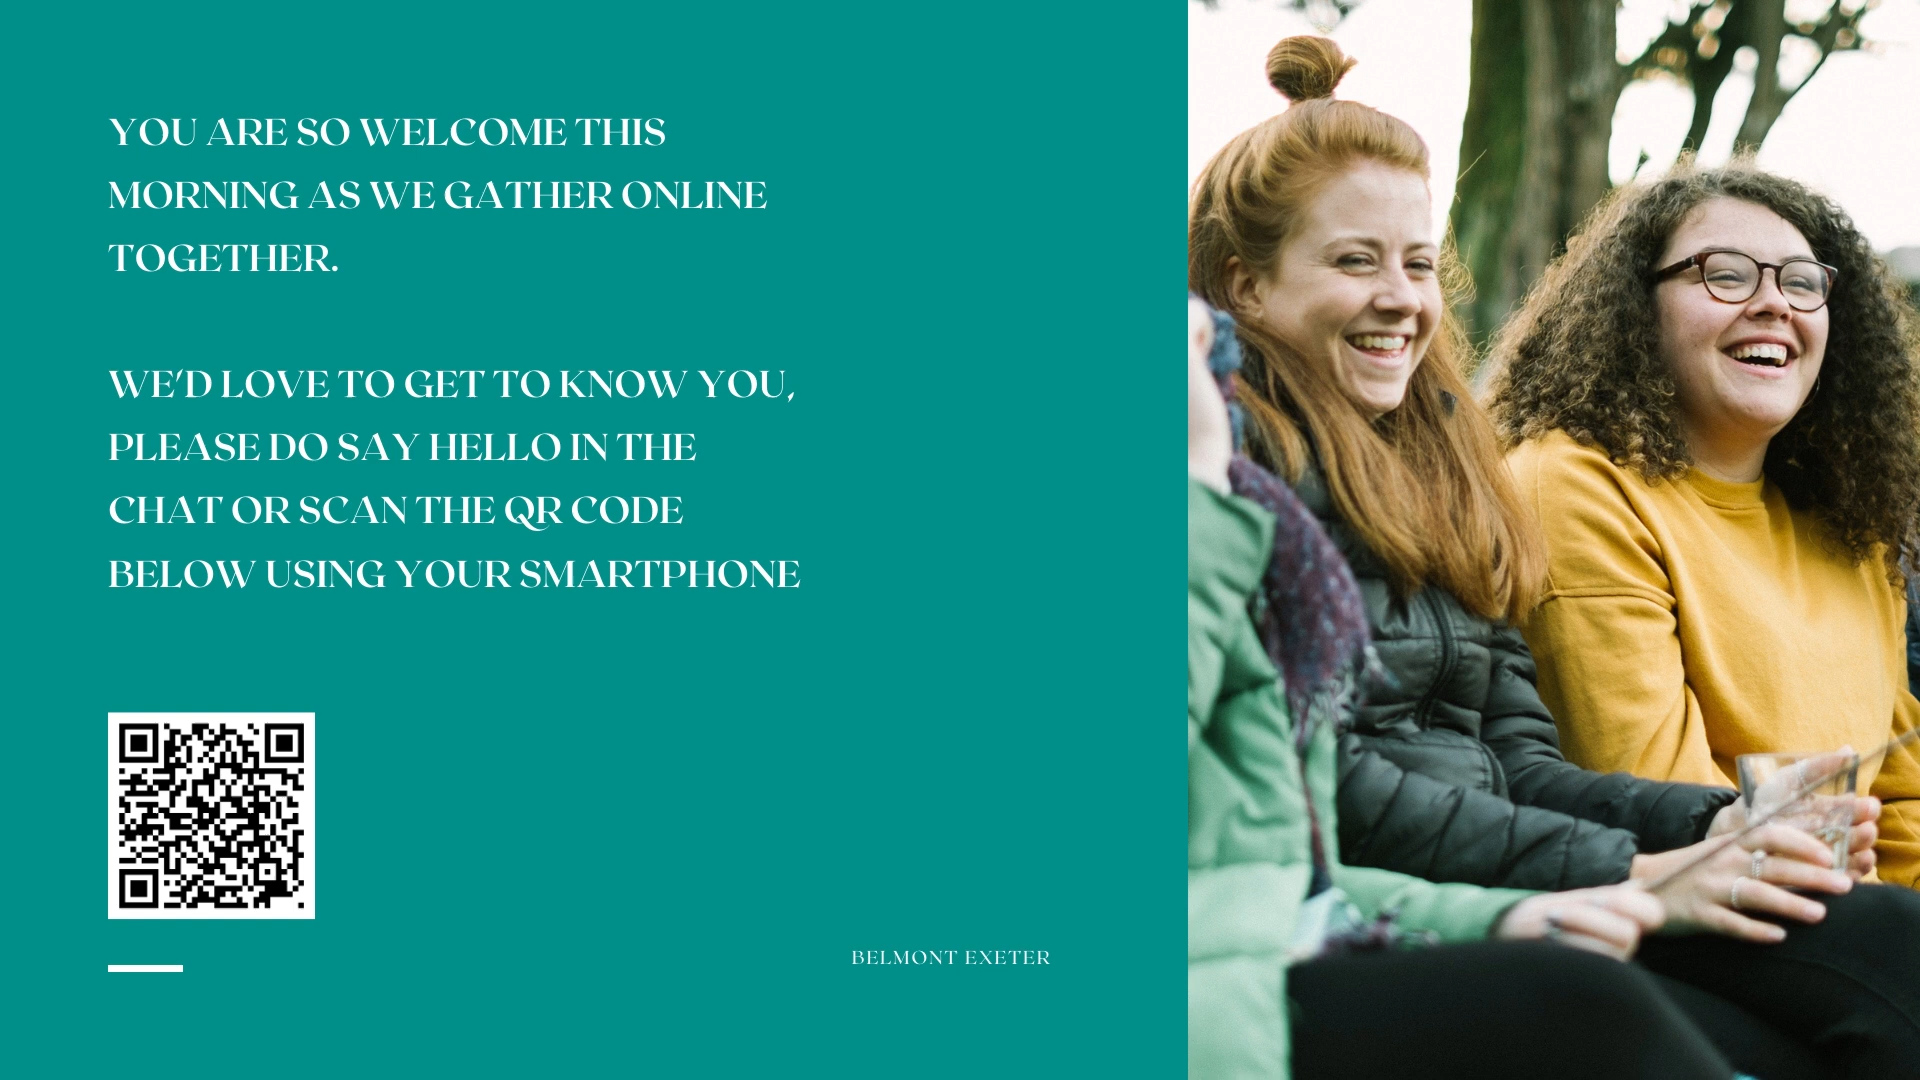 YOU ARE SO WELCOME THIS
MORNING AS WE GATHER ONLINE
TOGETHER.
WE'D LOVE TO GET TO KNOW YOU,
PLEASE DO SAY HELLO IN THE
CHAT OR SCAN THE QR CODE
BELOW USING YOUR SMARTPHONE
BELMONT EXETER